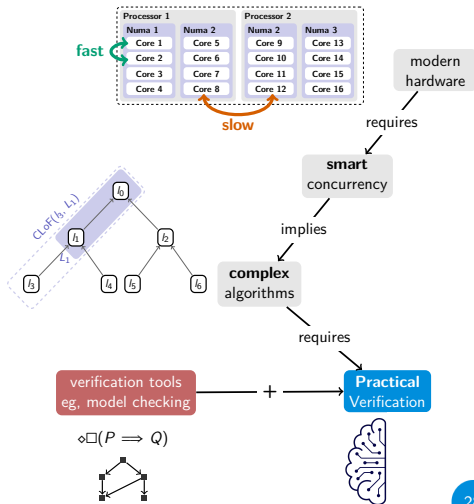 Processor 1
Processor 2
Numa 1
Numa 2
Numa 2
Numa 3
Core 1
Core 5
Core 9
Core 13
Core 2
Core 6
Core 10
Core 14
Core 3
Core 7
Core 11
Core 15
Core 4
Core 8
Core 12
Core 16
fast
slow
modern
hardware
requires
smart
concurrency
implies
complex
algorithms
requires
CLoF(l₃, L₁)
L₁
l₀
l₁
l₂
l₃
l₄
l₅
l₆
verification tools
eg, model checking
+
Practical
Verification
⋄□(P ⟹ Q)
2